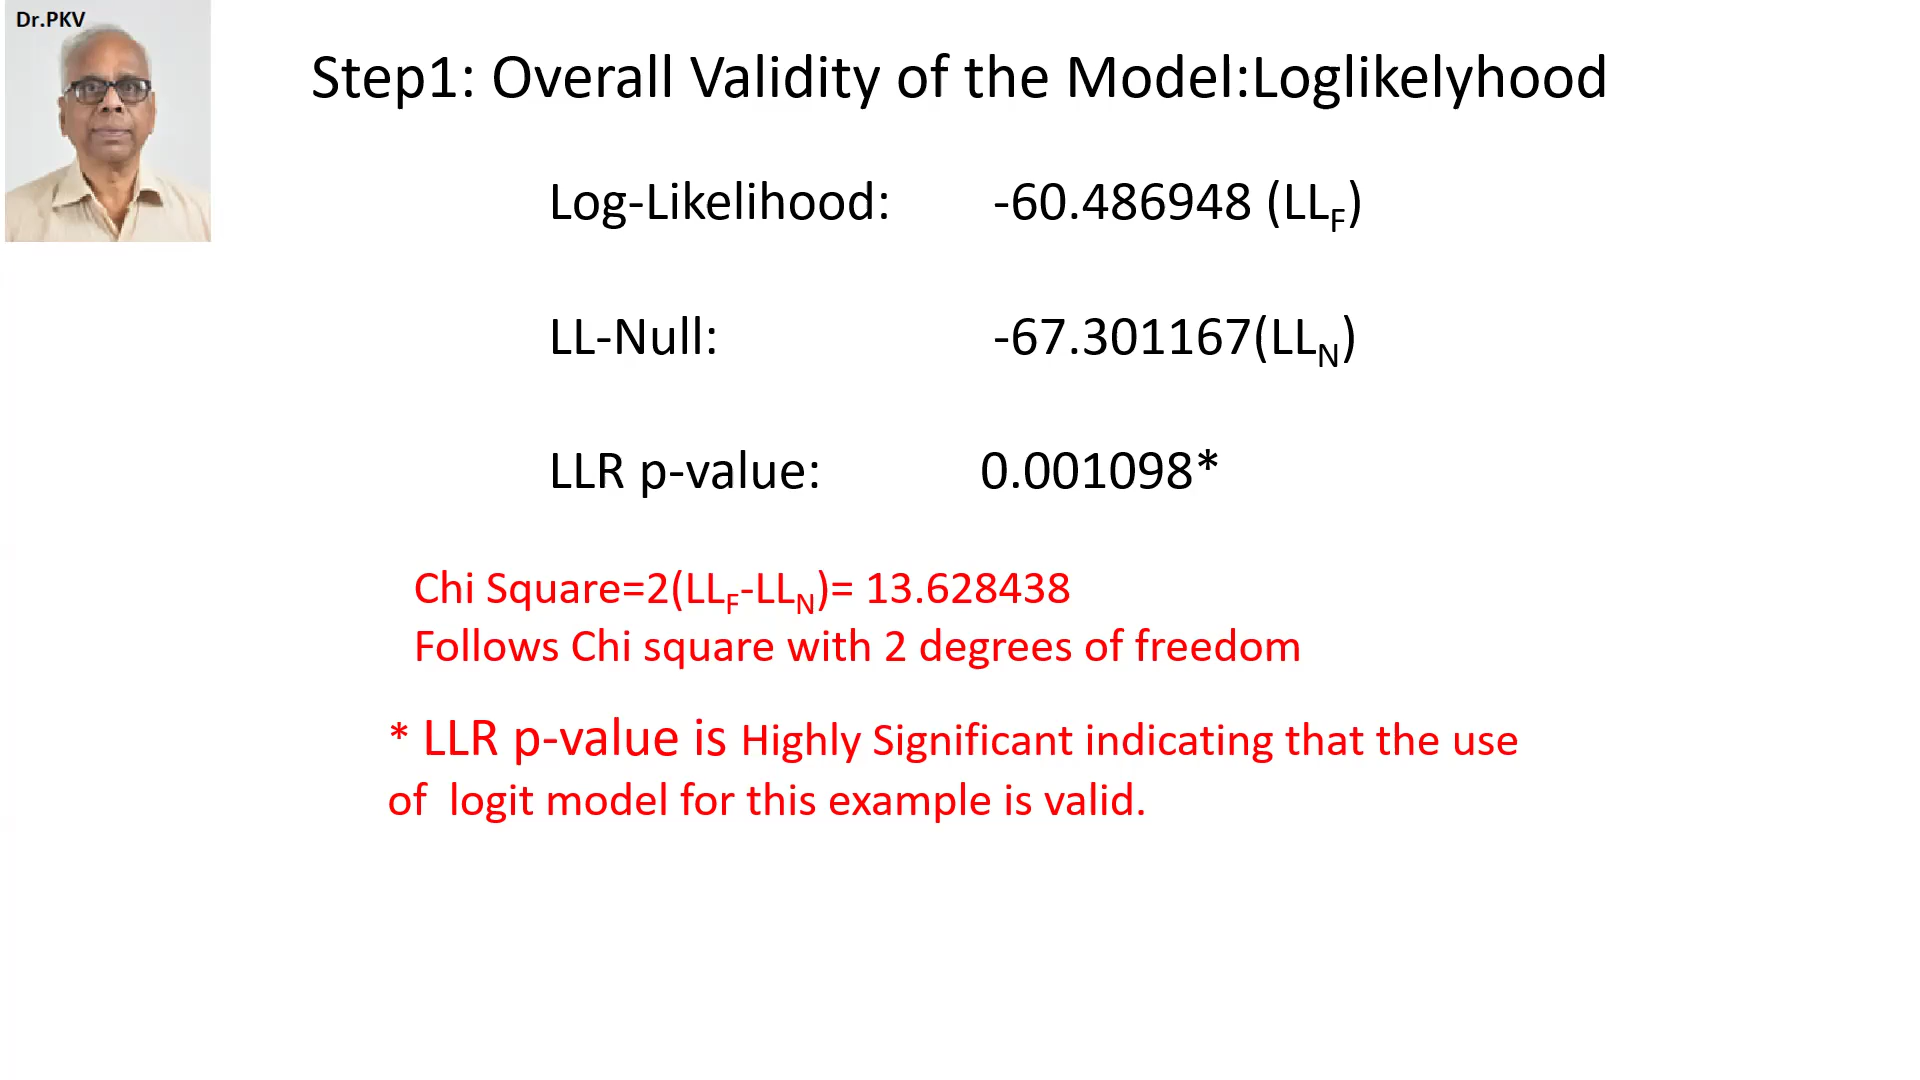 Dr.PKV
Step1: Overall Validity of the Model:Loglikelyhood
Log-Likelihood: -60.486948 (LLF)
LL-Null: -67.301167(LLN)
LLR p-value: 0.001098*
Chi Square=2(LLF-LLN)= 13.628438
Follows Chi square with 2 degrees of freedom
* LLR p-value is Highly Significant indicating that the use
of logit model for this example is valid.